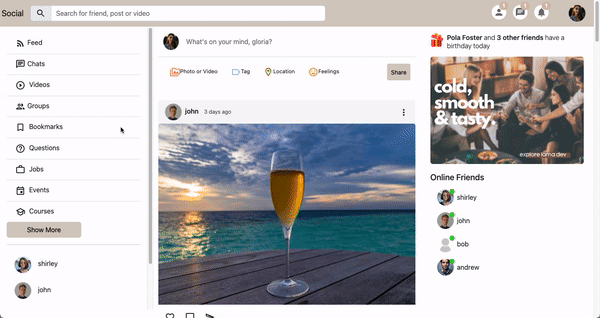 Social
Search for friend, post or video
1
1
1
Feed
Chats
Videos
Groups
Bookmarks
Questions
Jobs
Events
Courses
Show More
shirley
john
What's on your mind, gloria?
Photo or Video
Tag
Location
Feelings
Share
john 3 days ago
Pola Foster and 3 other friends have a
birthday today
cold,
smooth
& tasty.
explore lama.dev
Online Friends
shirley
john
bob
andrew